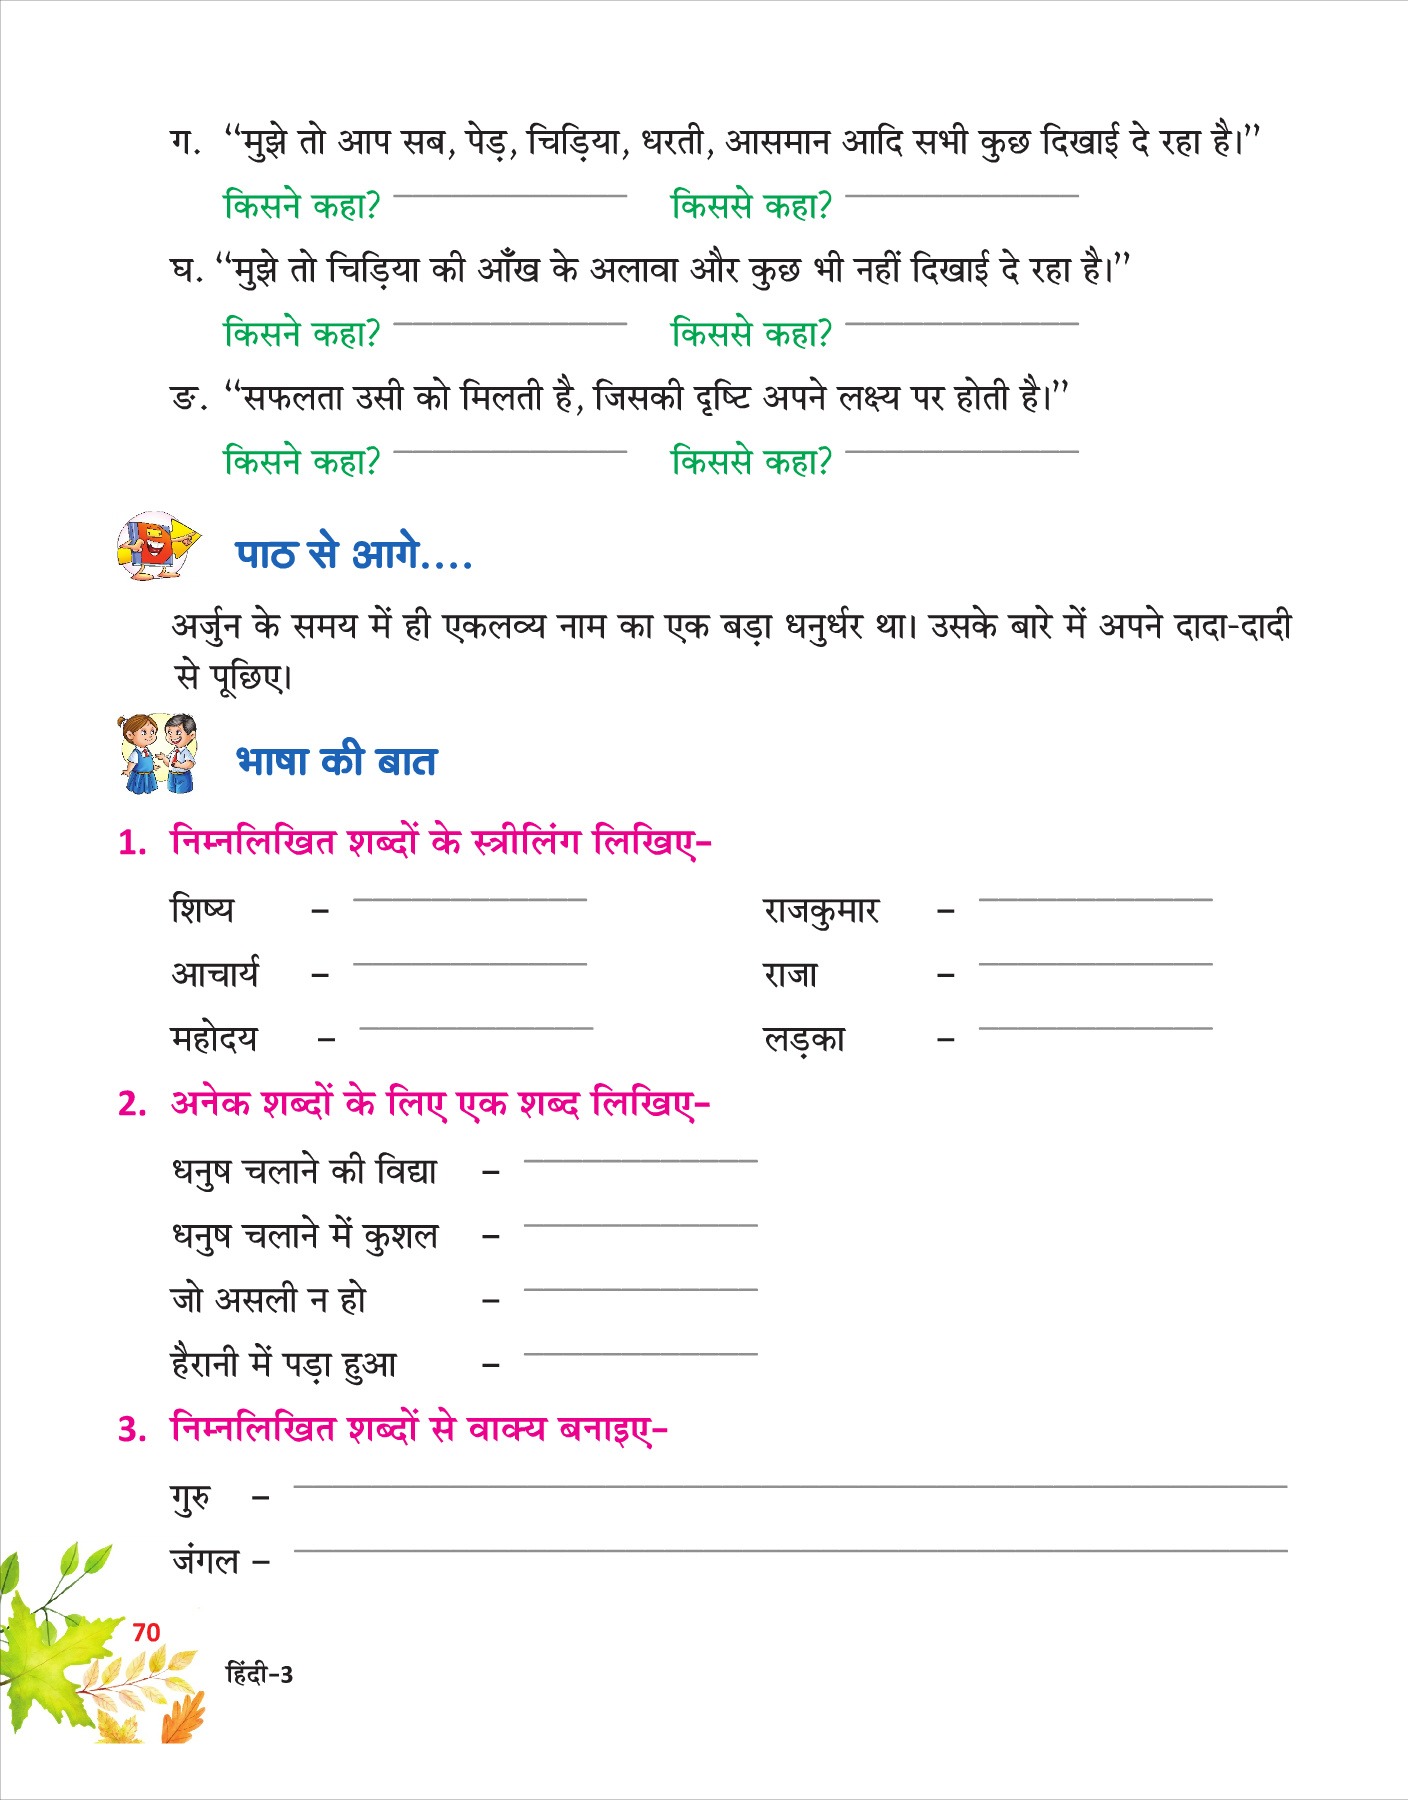 ग. “मुझे तो आप सब, पेड़, चिड़िया, धरती, आसमान आदि सभी कुछ दिखाई दे रहा है।”
किसने कहा? ____________ किससे कहा? ____________
घ. “मुझे तो चिड़िया की आँख के अलावा और कुछ भी नहीं दिखाई दे रहा है।”
किसने कहा? ____________ किससे कहा? ____________
ङ. “सफलता उसी को मिलती है, जिसकी दृष्टि अपने लक्ष्य पर होती है।”
किसने कहा? ____________ किससे कहा? ____________
पाठ से आगे....
अर्जुन के समय में ही एकलव्य नाम का एक बड़ा धनुर्धर था। उसके बारे में अपने दादा-दादी
से पूछिए।
भाषा की बात
1. निम्नलिखित शब्दों के स्त्रीलिंग लिखिए–
शिष्य – ____________ राजकुमार – ____________
आचार्य – ____________ राजा – ____________
महोदय – ____________ लड़का – ____________
2. अनेक शब्दों के लिए एक शब्द लिखिए–
धनुष चलाने की विद्या – ____________
धनुष चलाने में कुशल – ____________
जो असली न हो – ____________
हैरानी में पड़ा हुआ – ____________
3. निम्नलिखित शब्दों से वाक्य बनाइए–
गुरु – ____________
जंगल – ____________
70
हिंदी–3